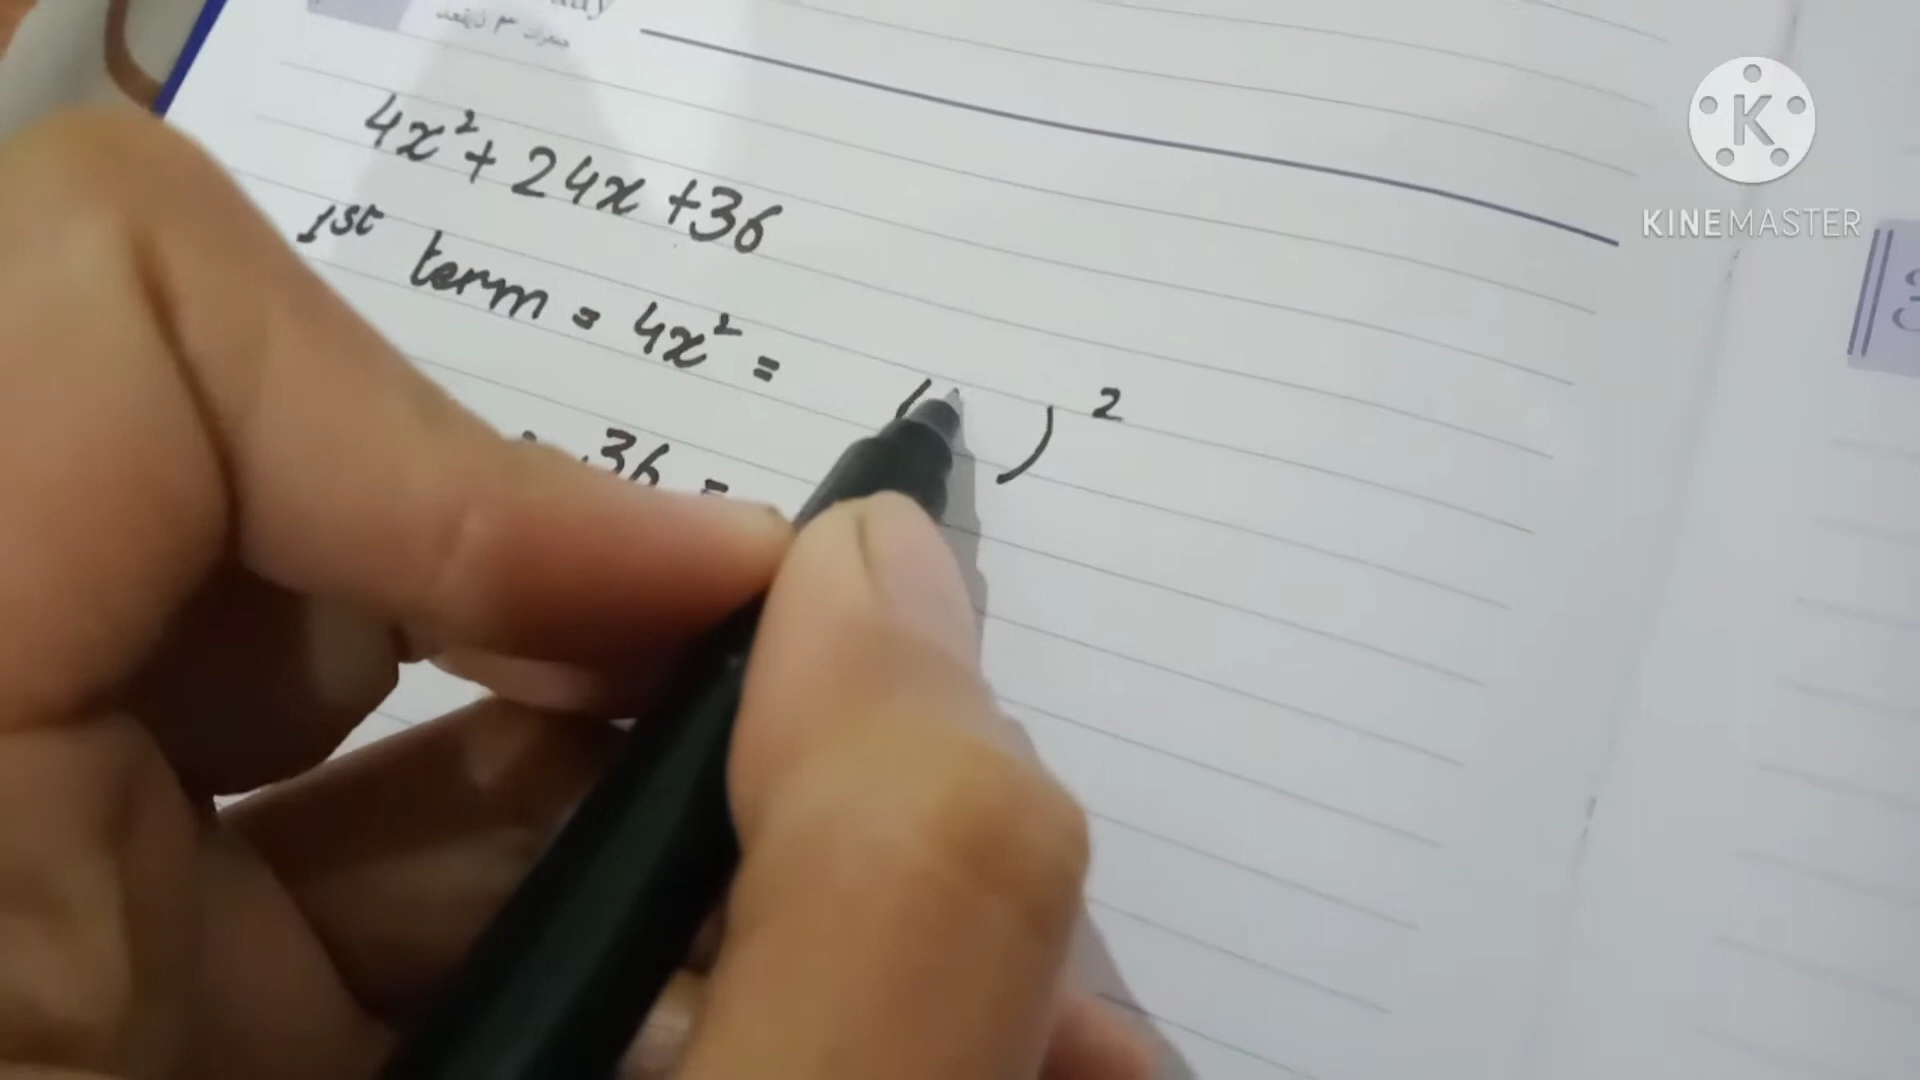 4x² + 24x + 36
1st term = 4x² = ( )²
36 =
KINEMASTER